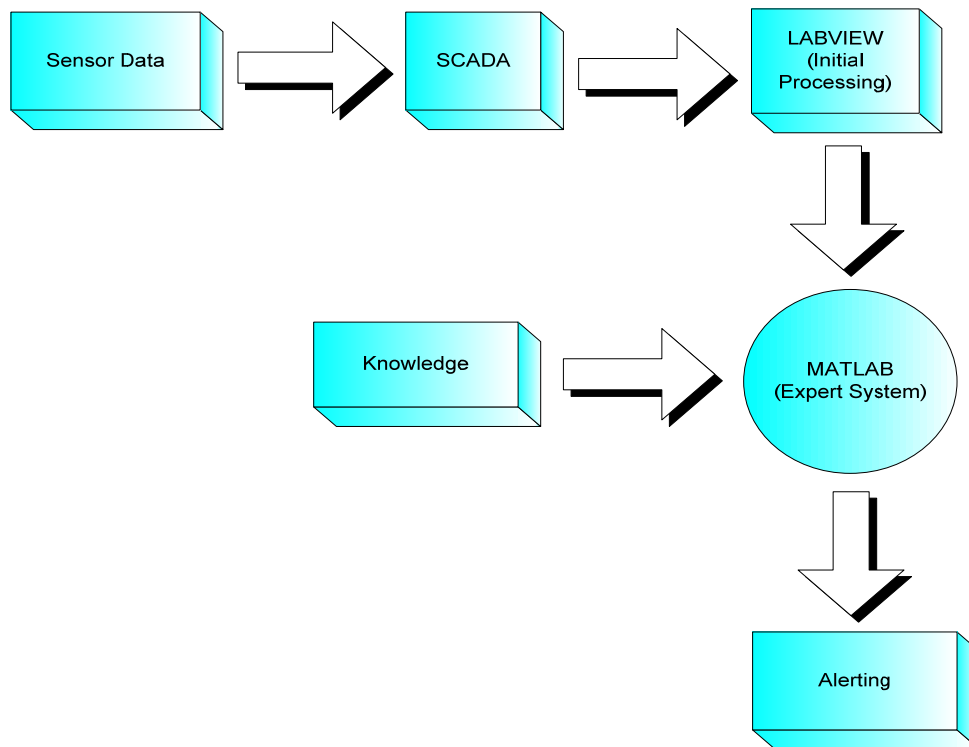 Sensor Data
SCADA
LABVIEW
(Initial
Processing)
Knowledge
MATLAB
(Expert System)
Alerting